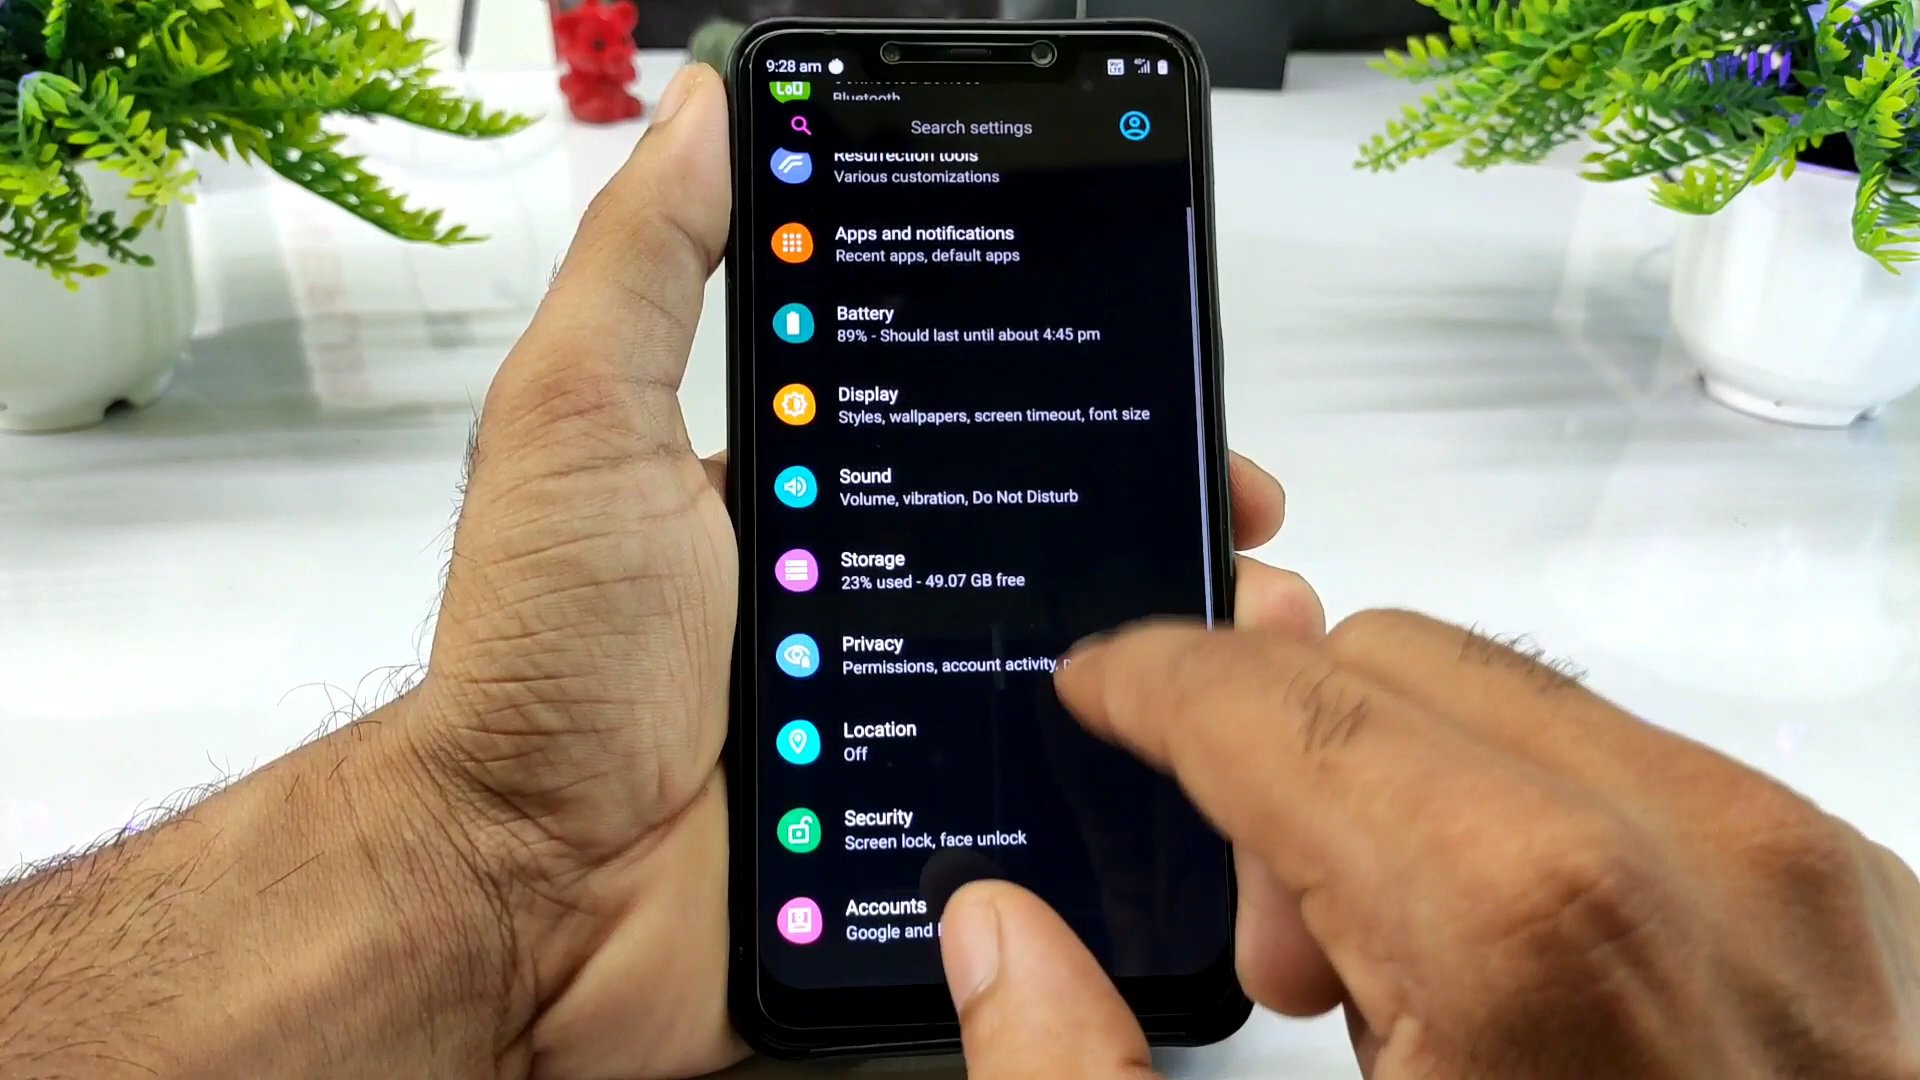 9:28 am
Bluetooth
Search settings
Resurrection tools
Various customizations
Apps and notifications
Recent apps, default apps
Battery
89% - Should last until about 4:45 pm
Display
Styles, wallpapers, screen timeout, font size
Sound
Volume, vibration, Do Not Disturb
Storage
23% used - 49.07 GB free
Privacy
Permissions, account activity,
Location
Off
Security
Screen lock, face unlock
Accounts
Google and